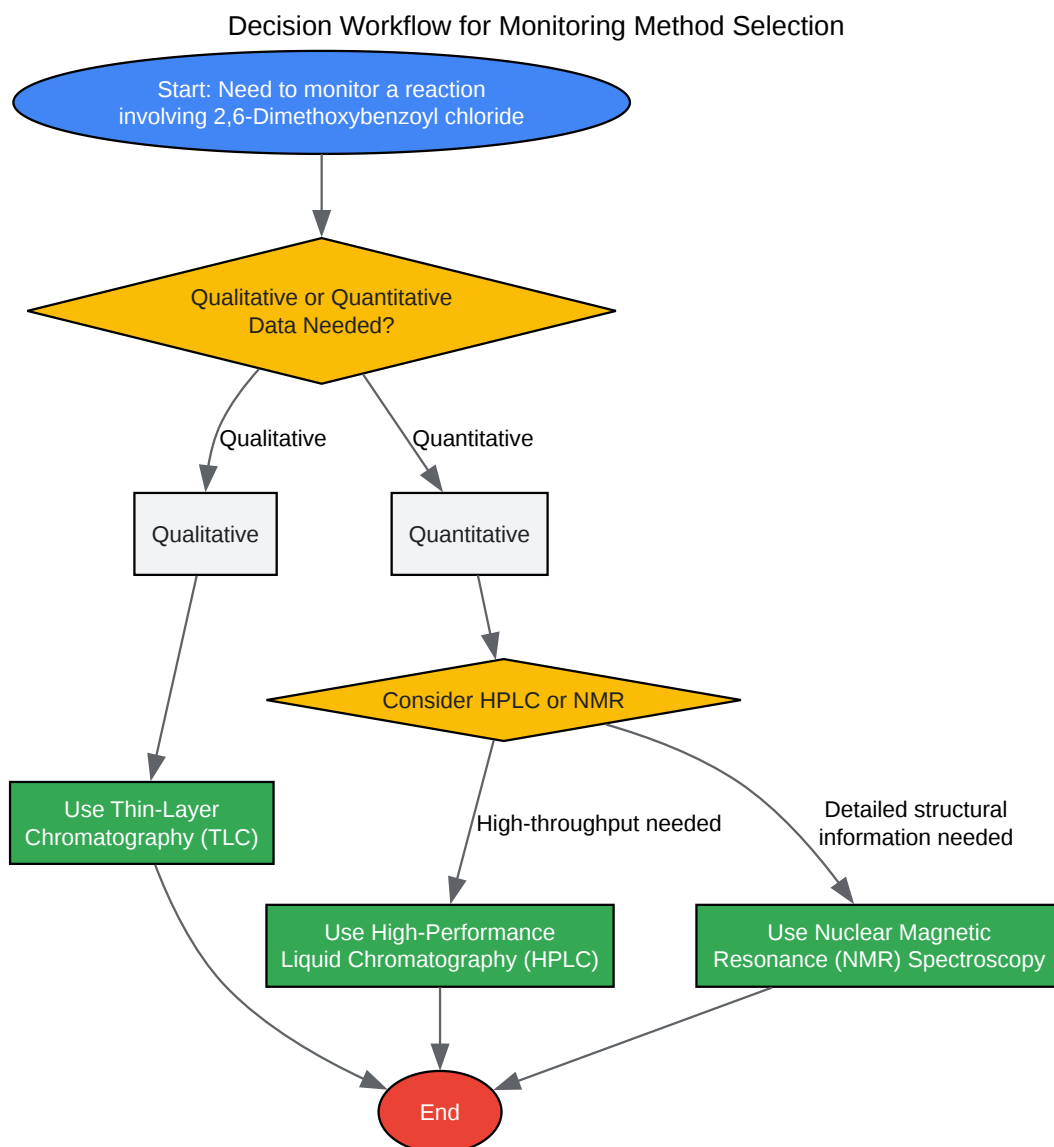 Decision Workflow for Monitoring Method Selection
Start: Need to monitor a reaction
involving 2,6-Dimethoxybenzoyl chloride
Qualitative or Quantitative
Data Needed?
Qualitative
Quantitative
Qualitative
Quantitative
Consider HPLC or NMR
Use Thin-Layer
Chromatography (TLC)
High-throughput needed
Detailed structural
information needed
Use High-Performance
Liquid Chromatography (HPLC)
Use Nuclear Magnetic
Resonance (NMR) Spectroscopy
End